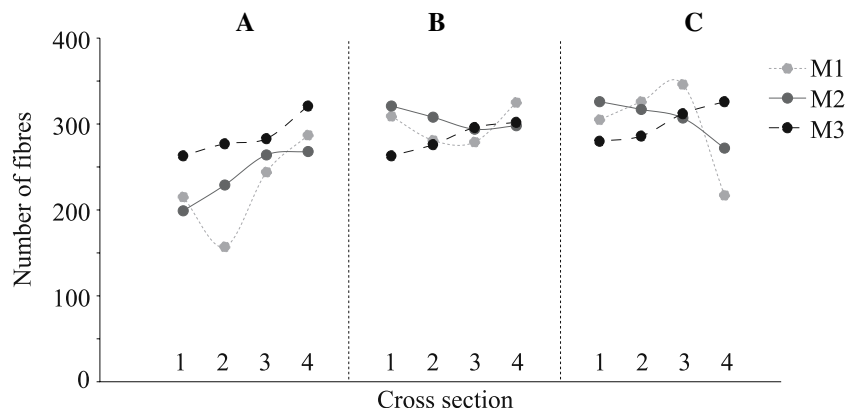 A B C
400
300
200
100
0
Number of fibres
M1
M2
M3
1 2 3 4 1 2 3 4 1 2 3 4
Cross section